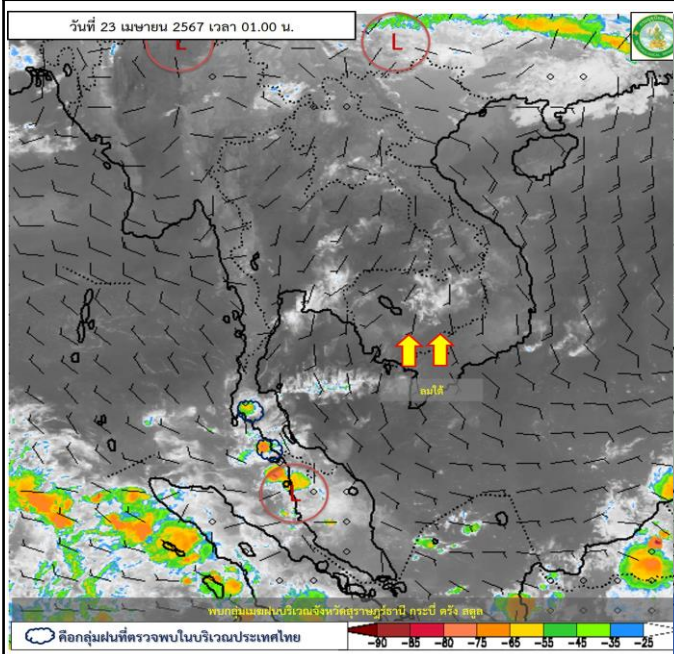 วันที่ 23 เมษายน 2567 เวลา 01.00 น.
L L
ลมใต้
L
พบกลุ่มเมฆฝนบริเวณจังหวัดสุราษฎร์ธานี กระบี่ ตรัง สตูล
คือกลุ่มฝนที่ตรวจพบในบริเวณประเทศไทย
-90 -85 -80 -75 -65 -55 -45 -35 -25